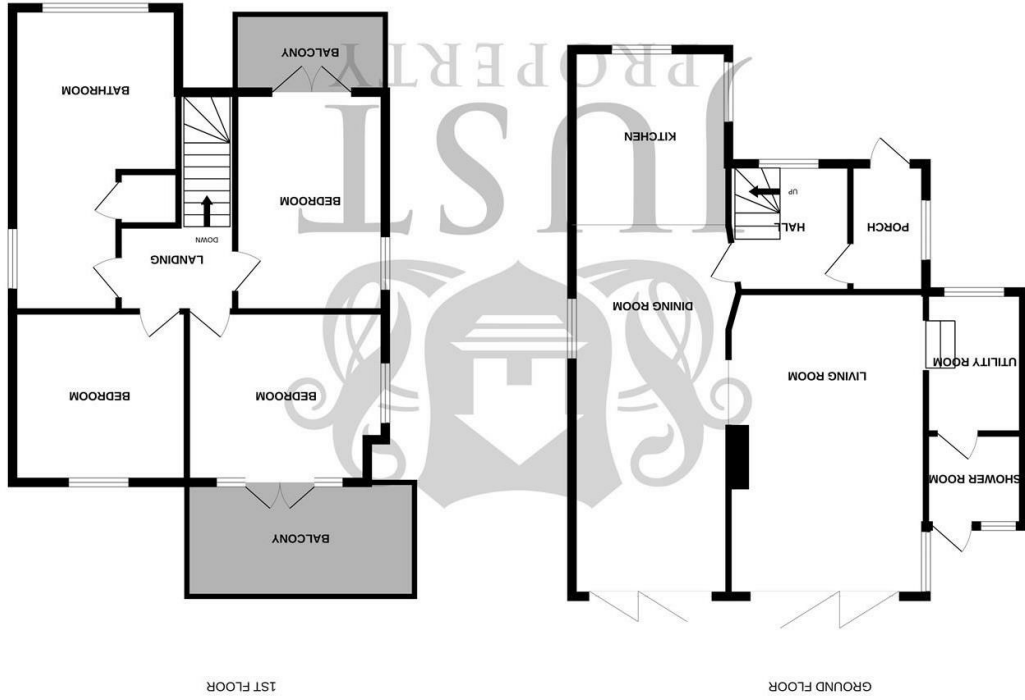 GROUND FLOOR
SHOWER ROOM
LIVING ROOM
UTILITY ROOM
DINING ROOM
PORCH
HALL
UP
KITCHEN
1ST FLOOR
BALCONY
BEDROOM
BEDROOM
LANDING
DOWN
BEDROOM
BATHROOM
BALCONY
JUST
PROPERTY